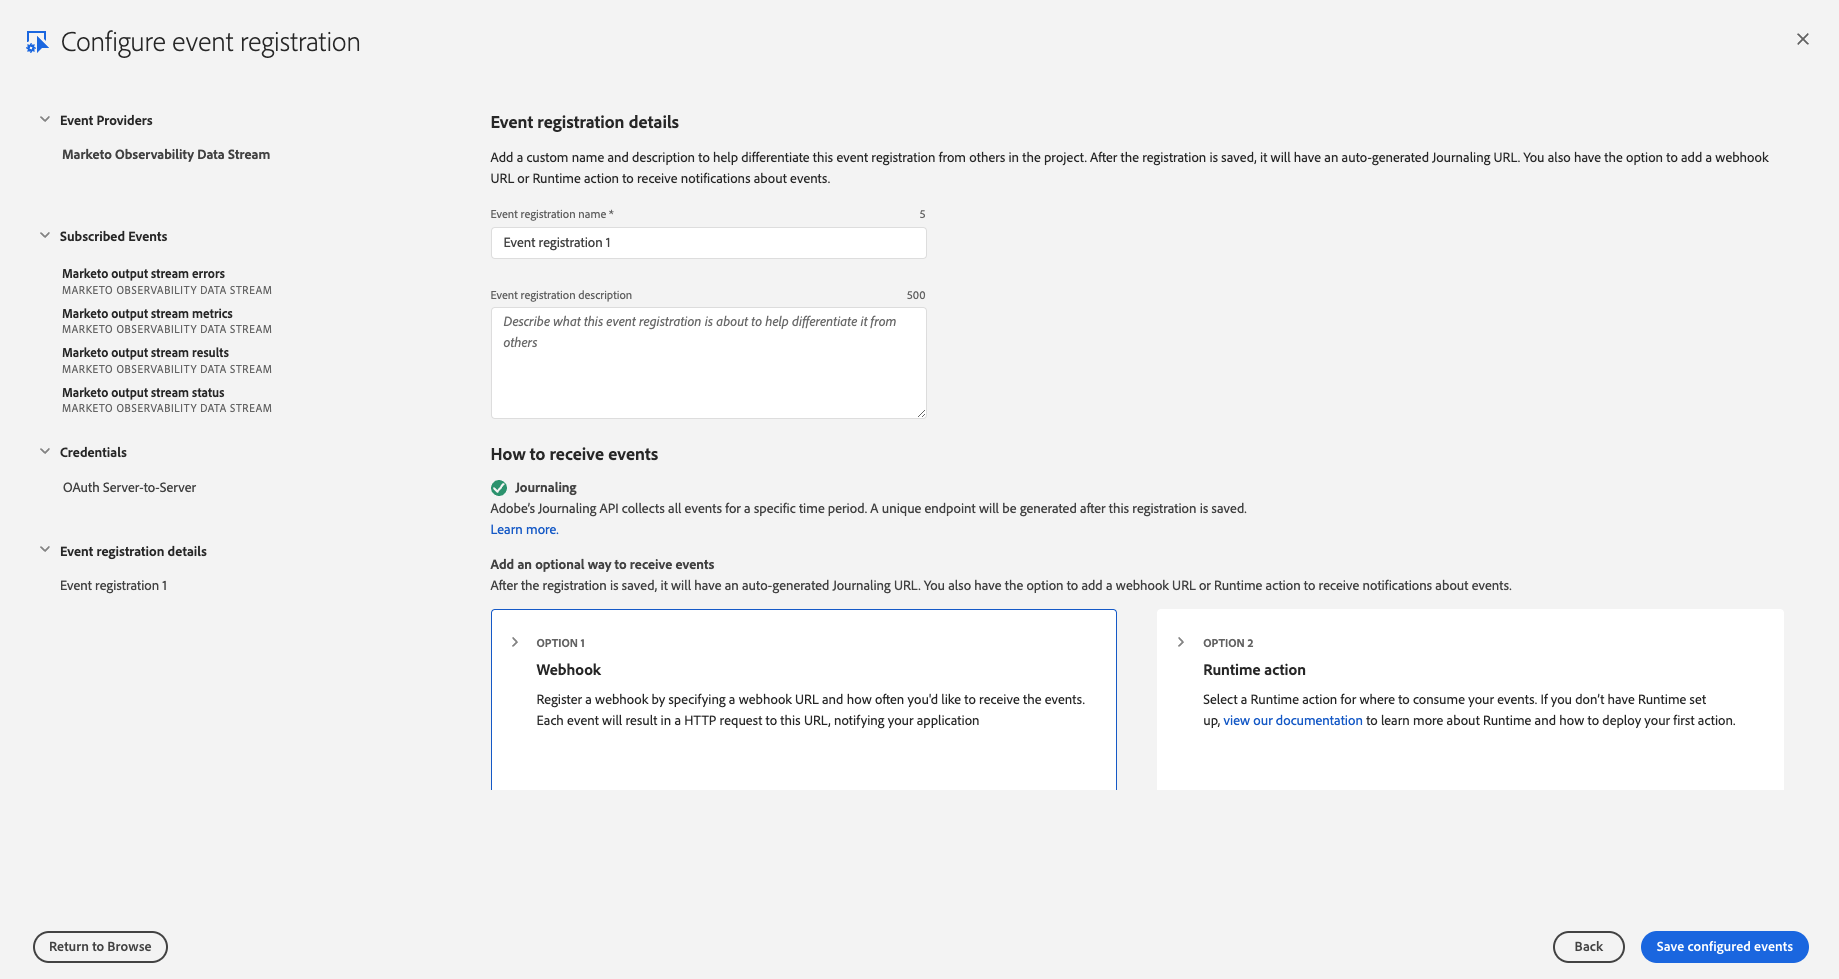 Configure event registration
Event Providers
Marketo Observability Data Stream
Subscribed Events
Marketo output stream errors
MARKETO OBSERVABILITY DATA STREAM
Marketo output stream metrics
MARKETO OBSERVABILITY DATA STREAM
Marketo output stream results
MARKETO OBSERVABILITY DATA STREAM
Marketo output stream status
MARKETO OBSERVABILITY DATA STREAM
Credentials
OAuth Server-to-Server
Event registration details
Event registration 1
Event registration details
Add a custom name and description to help differentiate this event registration from others in the project. After the registration is saved, it will have an auto-generated Journaling URL. You also have the option to add a webhook
URL or Runtime action to receive notifications about events.
Event registration name * 5
Event registration 1
Event registration description 500
Describe what this event registration is about to help differentiate it from
others
How to receive events
Journaling
Adobe's Journaling API collects all events for a specific time period. A unique endpoint will be generated after this registration is saved.
Learn more.
Add an optional way to receive events
After the registration is saved, it will have an auto-generated Journaling URL. You also have the option to add a webhook URL or Runtime action to receive notifications about events.
OPTION 1
Webhook
Register a webhook by specifying a webhook URL and how often you'd like to receive the events.
Each event will result in a HTTP request to this URL, notifying your application
OPTION 2
Runtime action
Select a Runtime action for where to consume your events. If you don't have Runtime set
up, view our documentation to learn more about Runtime and how to deploy your first action.
Return to Browse
Back
Save configured events